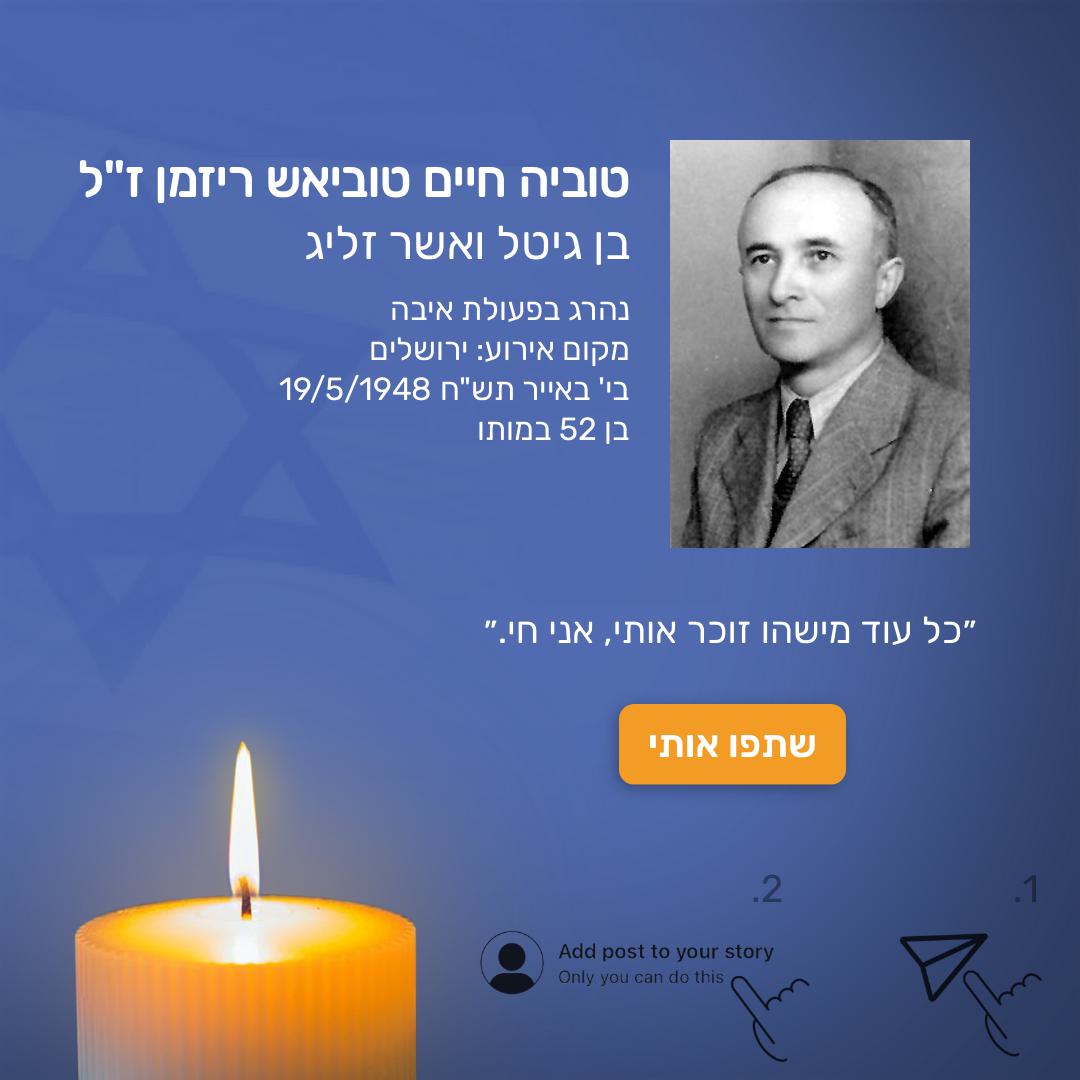 טוביה חיים טוביאש ריזמן ז"ל
בן גיטל ואשר זליג
נהרג בפעולת איבה
מקום אירוע: ירושלים
בי' באייר תש"ח 19/5/1948
בן 52 במותו
״כל עוד מישהו זוכר אותי, אני חי.״
שתפו אותי
1.
2.
Add post to your story
Only you can do this